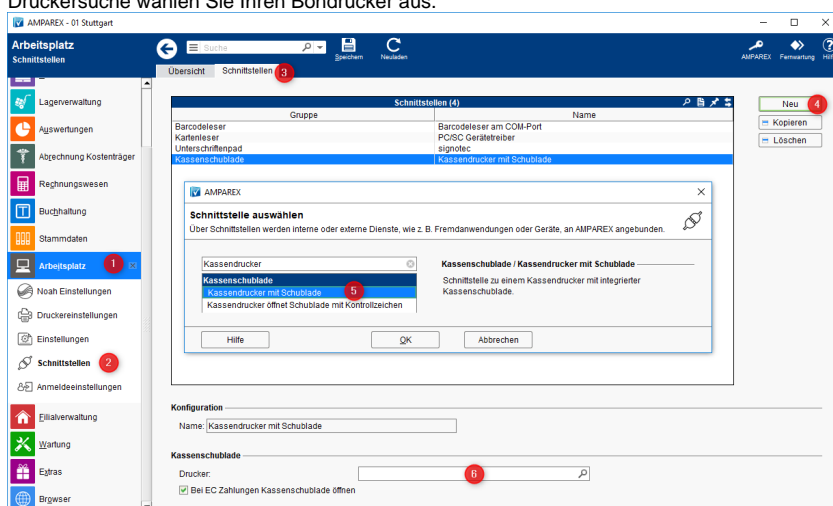 Druckersuche wählen Sie Ihren Bondrucker aus.
AMPAREX - 01 Stuttgart
Arbeitsplatz
Schnittstellen
Suche
Speichern
Neuladen
AMPAREX
Fernwartung
Übersicht
Schnittstellen
3
Lagerverwaltung
Auswertungen
Abrechnung Kostenträger
Rechnungswesen
Buchhaltung
Stammdaten
Arbeitsplatz
1
Noah Einstellungen
Druckereinstellungen
Einstellungen
Schnittstellen
2
Anmeldeeinstellungen
Filialverwaltung
Wartung
Extras
Browser
Schnittstellen (4)
Gruppe Name
Barcodeleser Barcodeleser am COM-Port
Kartenleser PC/SC Gerätetreiber
Unterschriftenpad signotec
Kassenschublade Kassendrucker mit Schublade
Neu
4
Kopieren
Löschen
AMPAREX
Schnittstelle auswählen
Über Schnittstellen werden interne oder externe Dienste, wie z. B. Fremdanwendungen oder Geräte, an AMPAREX angebunden.
Kassendrucker
Kassenschublade
Kassendrucker mit Schublade
5
Kassendrucker öffnet Schublade mit Kontrollzeichen
Kassenschublade / Kassendrucker mit Schublade
Schnittstelle zu einem Kassendrucker mit integrierter
Kassenschublade.
Hilfe
OK
Abbrechen
Konfiguration
Name: Kassendrucker mit Schublade
Kassenschublade
Drucker:
6
Bei EC Zahlungen Kassenschublade öffnen